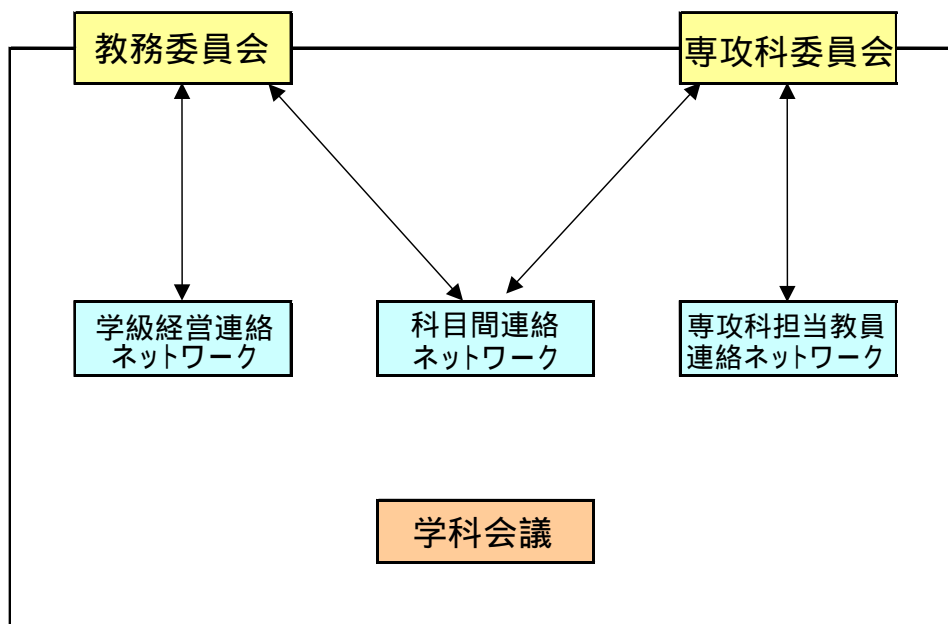 教務委員会
専攻科委員会
学級経営連絡
ネットワーク
科目間連絡
ネットワーク
専攻科担当教員
連絡ネットワーク
学科会議